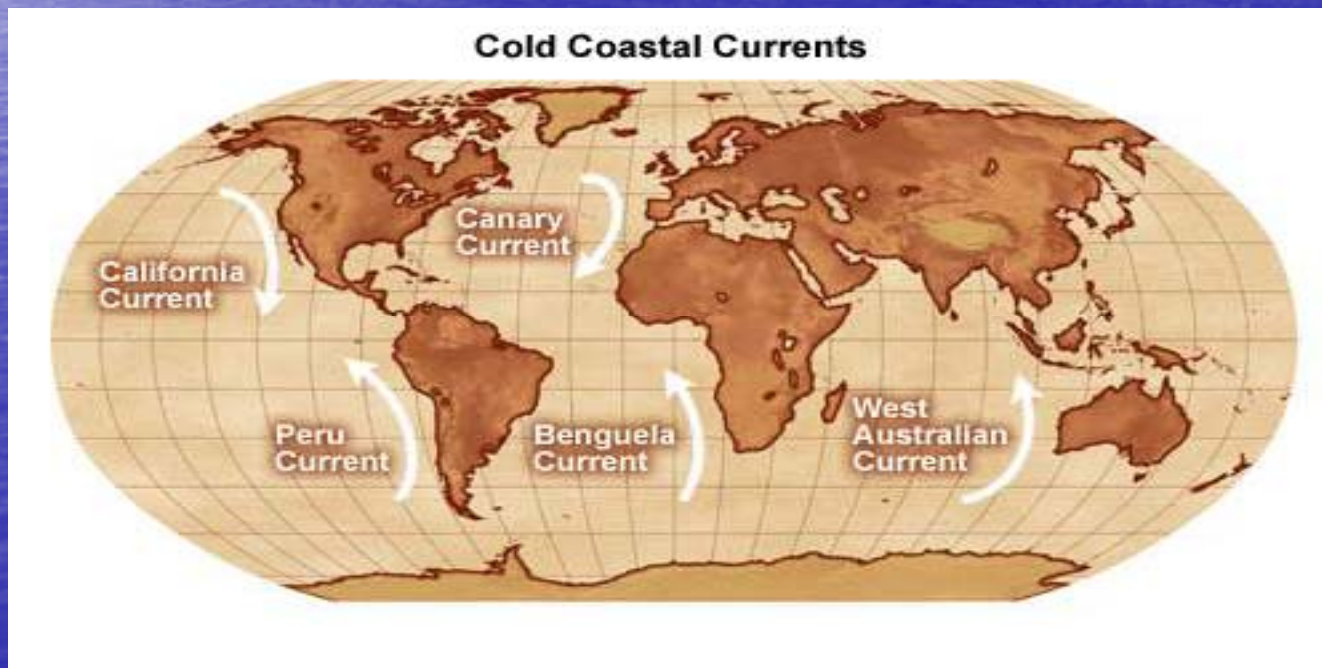 Cold Coastal Currents
Canary
Current
California
Current
Peru
Current
Benguela
Current
West
Australian
Current